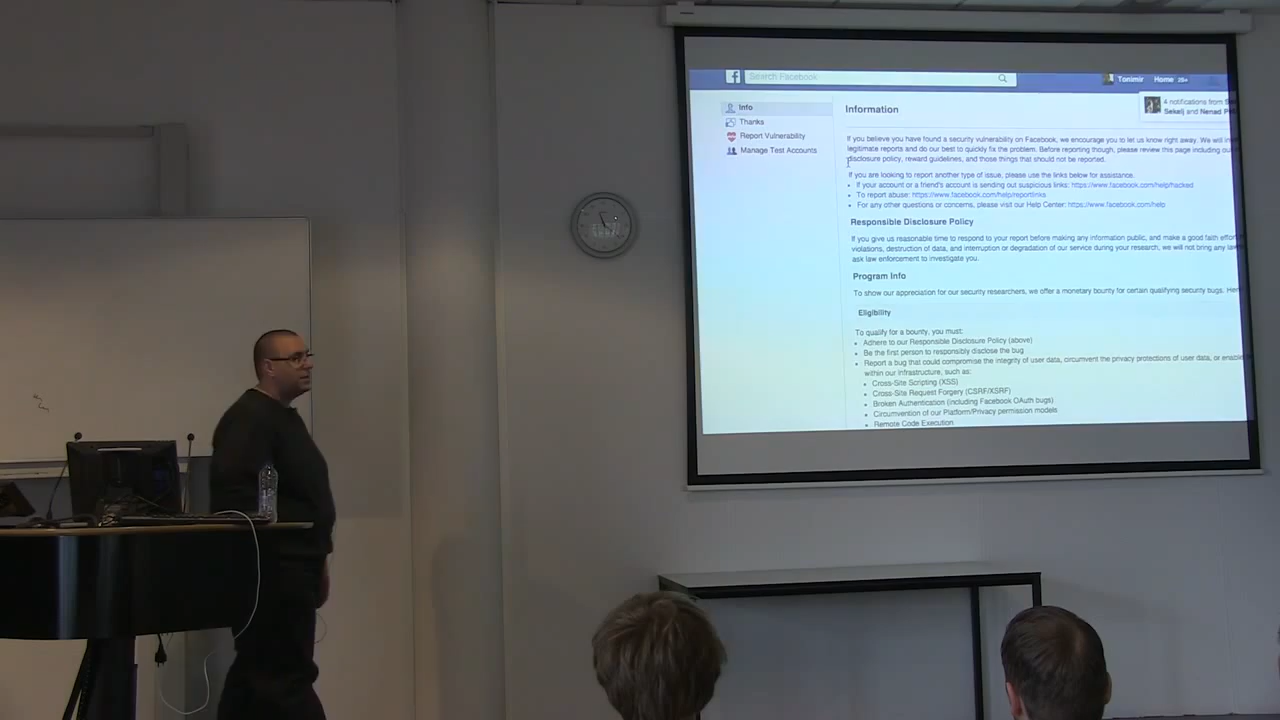 f Search Facebook
Tonimir Home 20+
Info
Thanks
Report Vulnerability
Manage Test Accounts
4 notifications from
Sekelj and Nenad
Information
If you believe you have found a security vulnerability on Facebook, we encourage you to let us know right away. We will
legitimate reports and do our best to quickly fix the problem. Before reporting though, please review this page including our
disclosure policy, reward guidelines, and those things that should not be reported.
If you are looking to report another type of issue, please use the links below for assistance.
• If your account or a friend's account is sending out suspicious links: https://www.facebook.com/help/hacked
• To report abuse: https://www.facebook.com/help/reportlinks
• For any other questions or concerns, please visit our Help Center: https://www.facebook.com/help
Responsible Disclosure Policy
If you give us reasonable time to respond to your report before making any information public, and make a good faith effort
violations, destruction of data, and interruption or degradation of our service during your research, we will not bring any
ask law enforcement to investigate you.
Program Info
To show our appreciation for our security researchers, we offer a monetary bounty for certain qualifying security bugs.
Eligibility
To qualify for a bounty, you must:
• Adhere to our Responsible Disclosure Policy (above)
• Be the first person to responsibly disclose the bug
• Report a bug that could compromise the integrity of user data, circumvent the privacy protections of user data, or enable
within our infrastructure, such as:
• Cross-Site Scripting (XSS)
• Cross-Site Request Forgery (CSRF/XSRF)
• Broken Authentication (including Facebook OAuth bugs)
• Circumvention of our Platform/Privacy permission models
• Remote Code Execution